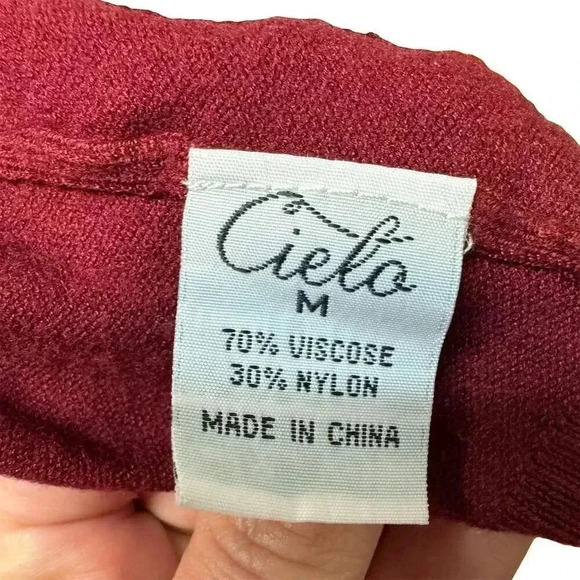 Cielo
M
70% VISCOSE
30% NYLON
MADE IN CHINA